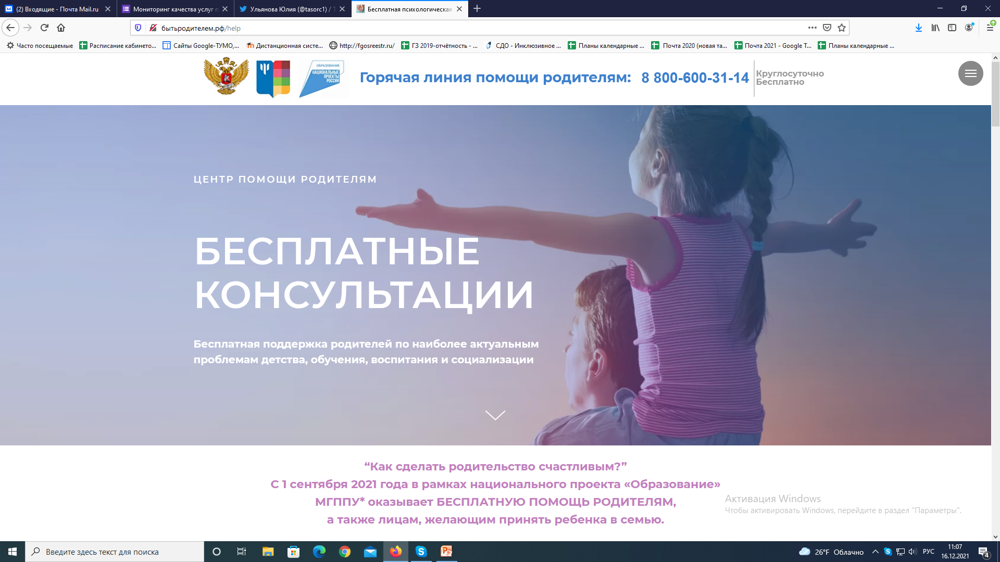 (2) Входящие - Почта Mail.ru
Мониторинг качества услуг п
Ульянова Юлия (@tasorc1) / Т
Бесплатная психологическая
бытьродителем.рф/help
Часто посещаемые
Расписание кабинето...
Сайты Google-ТУМО,...
Дистанционная систе...
http://fgosreestr.ru/
ГЗ 2019-отчётность - ...
СДО - Инклюзивное ...
Планы календарные ...
Почта 2020 (новая та...
Почта 2021 - Google Т...
Планы календарные ...
ОБРАЗОВАНИЕ
НАЦИОНАЛЬНЫЕ
ПРОЕКТЫ
РОССИИ
Горячая линия помощи родителям: 8 800-600-31-14
Круглосуточно
Бесплатно
ЦЕНТР ПОМОЩИ РОДИТЕЛЯМ
БЕСПЛАТНЫЕ
КОНСУЛЬТАЦИИ
Бесплатная поддержка родителей по наиболее актуальным
проблемам детства, обучения, воспитания и социализации
“Как сделать родительство счастливым?”
С 1 сентября 2021 года в рамках национального проекта «Образование»
МГППУ* оказывает БЕСПЛАТНУЮ ПОМОЩЬ РОДИТЕЛЯМ,
а также лицам, желающим принять ребенка в семью.
Активация Windows
Чтобы активировать Windows, перейдите в раздел "Параметры".
Введите здесь текст для поиска
26°F Облачно
РУС
11:07
16.12.2021
4